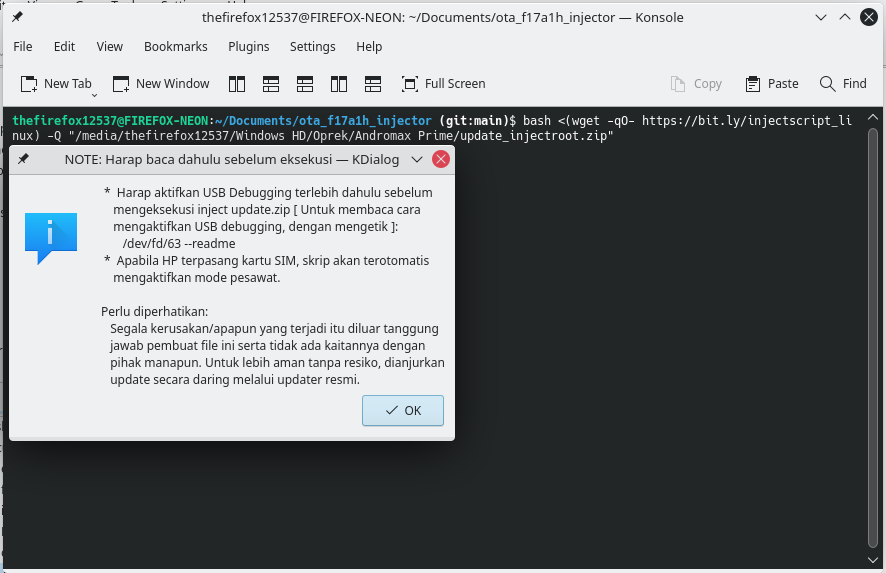 thefirefox12537@FIREFOX-NEON: ~/Documents/ota_f17a1h_injector — Konsole
File Edit View Bookmarks Plugins Settings Help
New Tab New Window Full Screen Copy Paste Find
thefirefox12537@FIREFOX-NEON:~/Documents/ota_f17a1h_injector (git:main)$ bash <(wget -qO- https://bit.ly/injectscript_li
nux) -Q "/media/thefirefox12537/Windows HD/Oprek/Andromax Prime/update_injectroot.zip"
NOTE: Harap baca dahulu sebelum eksekusi — KDialog
* Harap aktifkan USB Debugging terlebih dahulu sebelum
mengeksekusi inject update.zip [ Untuk membaca cara
mengaktifkan USB debugging, dengan mengetik ]:
/dev/fd/63 --readme
* Apabila HP terpasang kartu SIM, skrip akan terotomatis
mengaktifkan mode pesawat.
Perlu diperhatikan:
Segala kerusakan/apapun yang terjadi itu diluar tanggung
jawab pembuat file ini serta tidak ada kaitannya dengan
pihak manapun. Untuk lebih aman tanpa resiko, dianjurkan
update secara daring melalui updater resmi.
OK